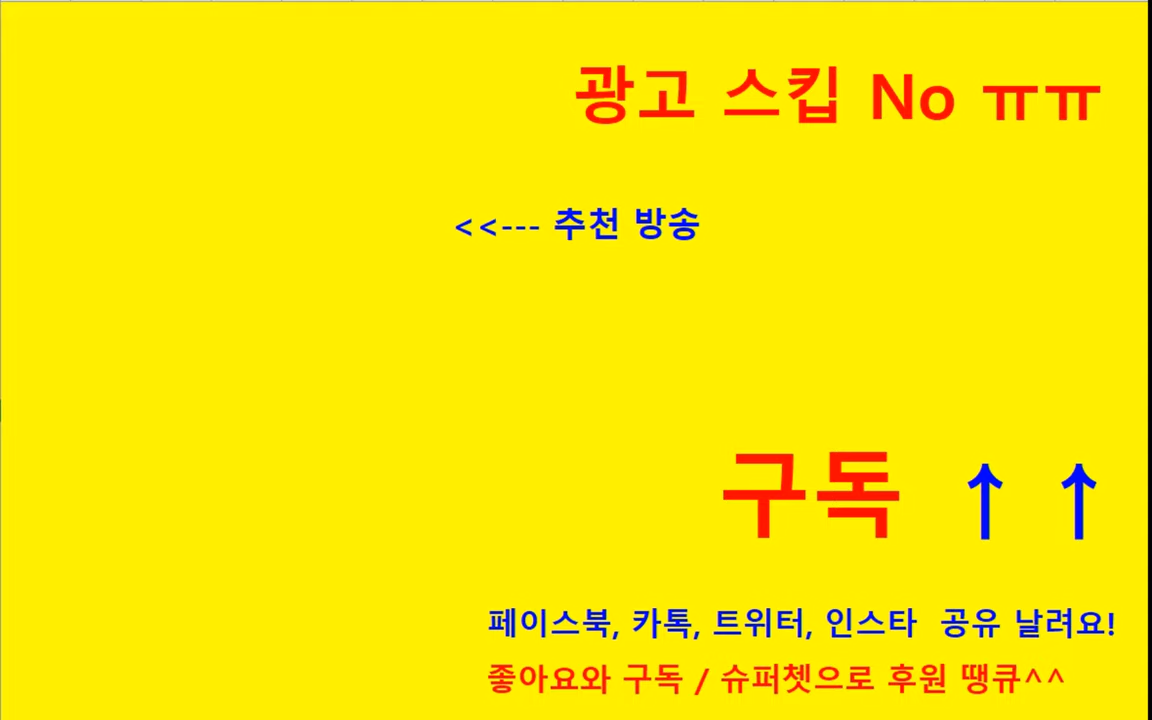 광고 스킵 No ㅠㅠ
<<--- 추천 방송
구독 ↑ ↑
페이스북, 카톡, 트위터, 인스타 공유 날려요!
좋아요와 구독 / 슈퍼쳇으로 후원 땡큐^^